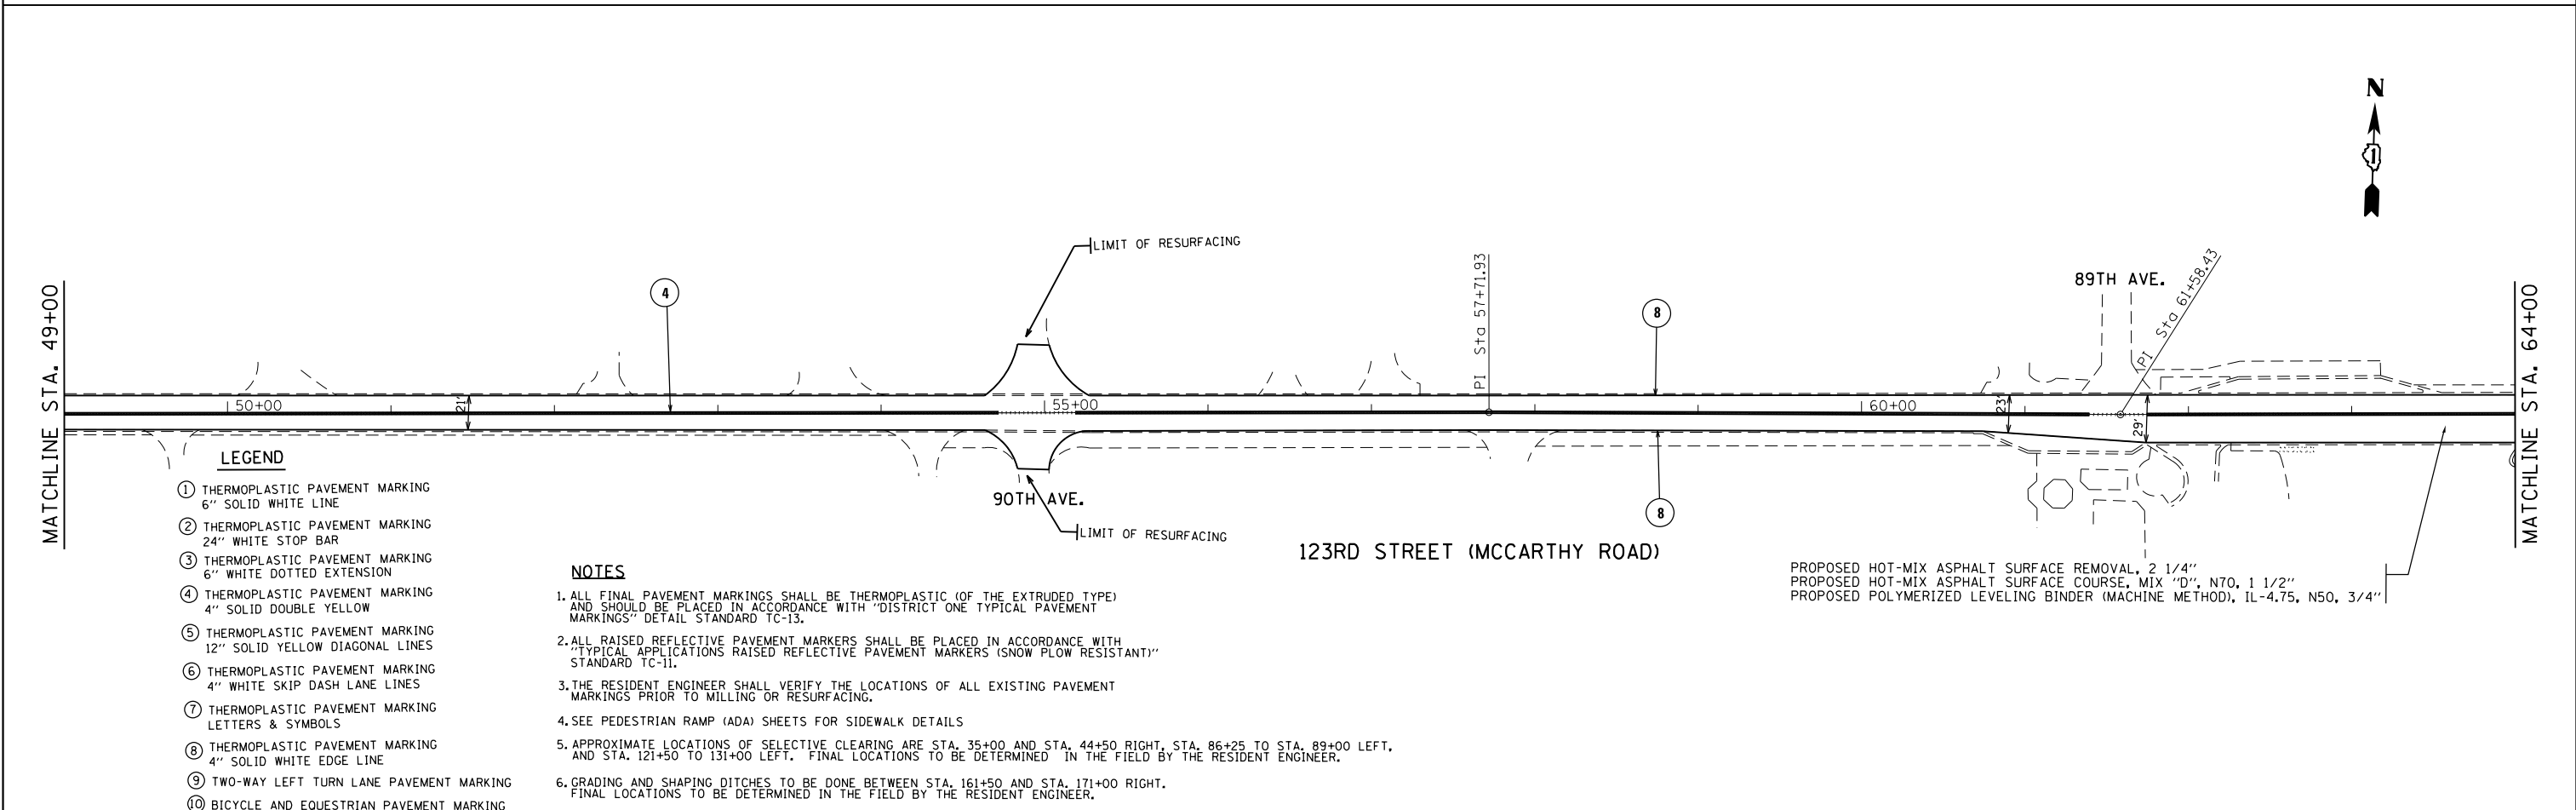 N
1
LIMIT OF RESURFACING
MATCHLINE STA. 49+00
4
PI Sta 57+71.93
8
89TH AVE.
PI Sta 61+58.43
MATCHLINE STA. 64+00
50+00
21'
55+00
60+00
23'
29'
90TH AVE.
LIMIT OF RESURFACING
8
123RD STREET (MCCARTHY ROAD)
PROPOSED HOT-MIX ASPHALT SURFACE REMOVAL, 2 1/4"
PROPOSED HOT-MIX ASPHALT SURFACE COURSE, MIX "D", N70, 1 1/2"
PROPOSED POLYMERIZED LEVELING BINDER (MACHINE METHOD), IL-4.75, N50, 3/4"
LEGEND
1 THERMOPLASTIC PAVEMENT MARKING
6" SOLID WHITE LINE
2 THERMOPLASTIC PAVEMENT MARKING
24" WHITE STOP BAR
3 THERMOPLASTIC PAVEMENT MARKING
6" WHITE DOTTED EXTENSION
4 THERMOPLASTIC PAVEMENT MARKING
4" SOLID DOUBLE YELLOW
5 THERMOPLASTIC PAVEMENT MARKING
12" SOLID YELLOW DIAGONAL LINES
6 THERMOPLASTIC PAVEMENT MARKING
4" WHITE SKIP DASH LANE LINES
7 THERMOPLASTIC PAVEMENT MARKING
LETTERS & SYMBOLS
8 THERMOPLASTIC PAVEMENT MARKING
4" SOLID WHITE EDGE LINE
9 TWO-WAY LEFT TURN LANE PAVEMENT MARKING
10 BICYCLE AND EQUESTRIAN PAVEMENT MARKING
NOTES
1. ALL FINAL PAVEMENT MARKINGS SHALL BE THERMOPLASTIC (OF THE EXTRUDED TYPE)
AND SHOULD BE PLACED IN ACCORDANCE WITH "DISTRICT ONE TYPICAL PAVEMENT
MARKINGS" DETAIL STANDARD TC-13.
2. ALL RAISED REFLECTIVE PAVEMENT MARKERS SHALL BE PLACED IN ACCORDANCE WITH
"TYPICAL APPLICATIONS RAISED REFLECTIVE PAVEMENT MARKERS (SNOW PLOW RESISTANT)"
STANDARD TC-11.
3. THE RESIDENT ENGINEER SHALL VERIFY THE LOCATIONS OF ALL EXISTING PAVEMENT
MARKINGS PRIOR TO MILLING OR RESURFACING.
4. SEE PEDESTRIAN RAMP (ADA) SHEETS FOR SIDEWALK DETAILS
5. APPROXIMATE LOCATIONS OF SELECTIVE CLEARING ARE STA. 35+00 AND STA. 44+50 RIGHT, STA. 86+25 TO STA. 89+00 LEFT,
AND STA. 121+50 TO 131+00 LEFT. FINAL LOCATIONS TO BE DETERMINED IN THE FIELD BY THE RESIDENT ENGINEER.
6. GRADING AND SHAPING DITCHES TO BE DONE BETWEEN STA. 161+50 AND STA. 171+00 RIGHT.
FINAL LOCATIONS TO BE DETERMINED IN THE FIELD BY THE RESIDENT ENGINEER.